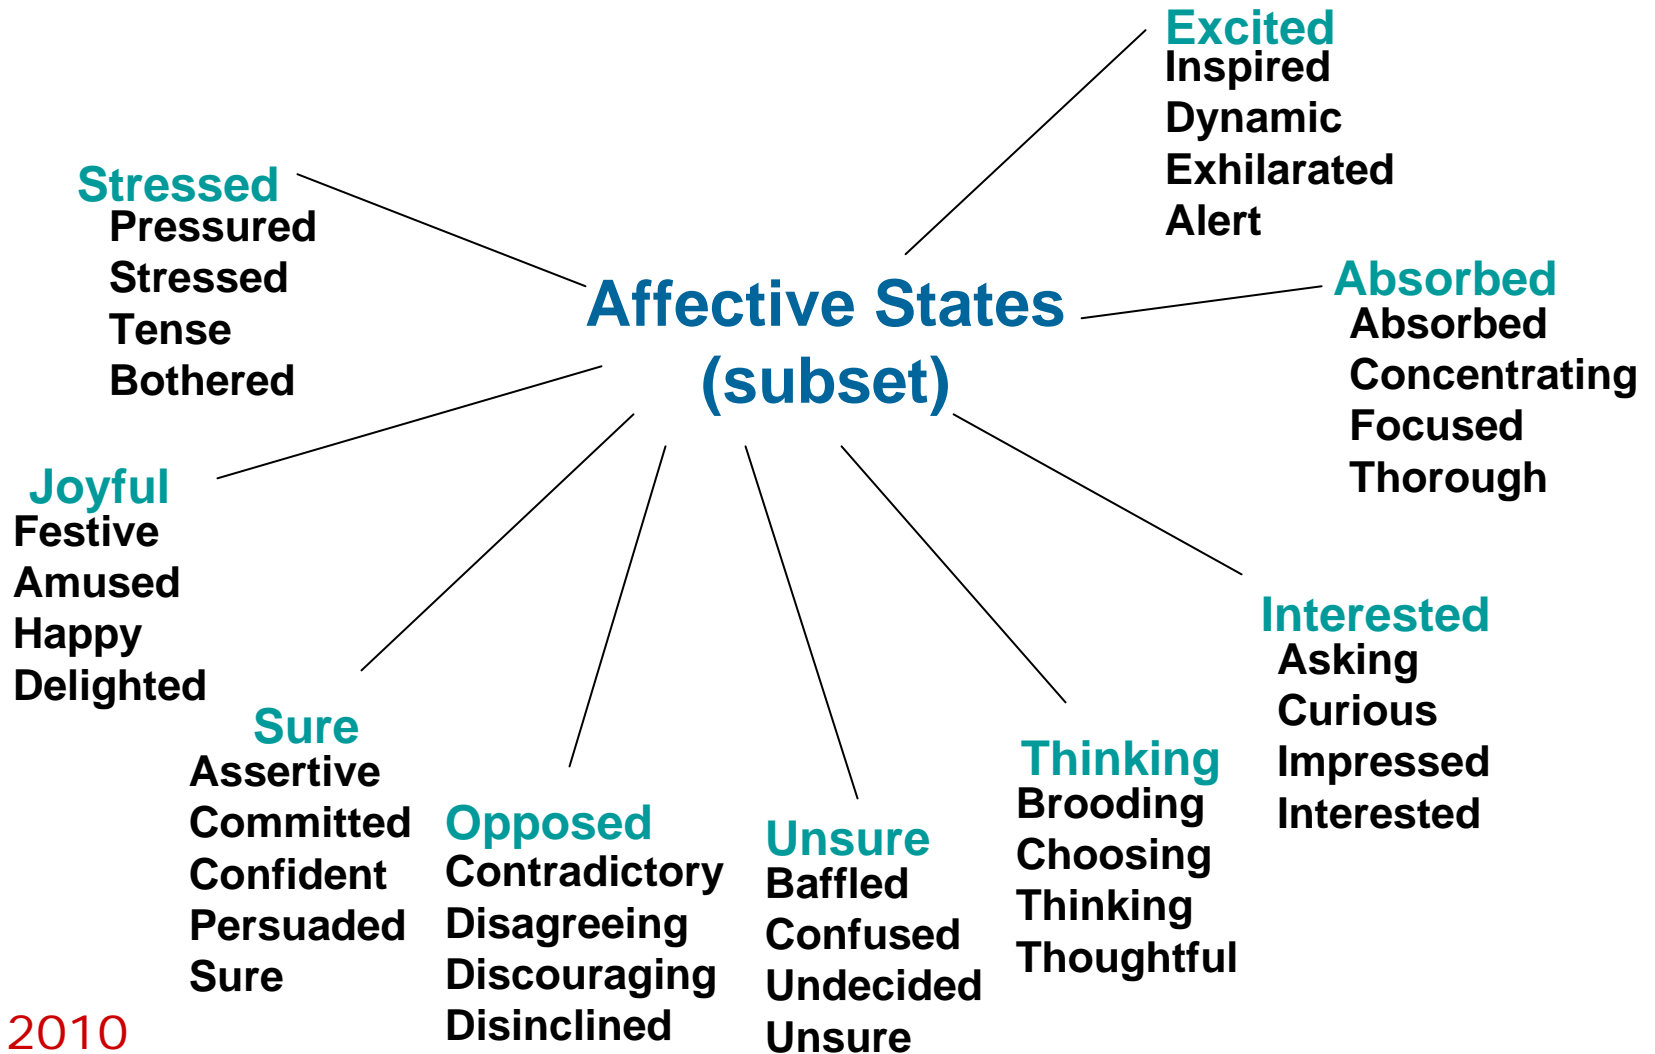 Affective States
(subset)
Excited
Inspired
Dynamic
Exhilarated
Alert
Absorbed
Absorbed
Concentrating
Focused
Thorough
Interested
Asking
Curious
Impressed
Interested
Thinking
Brooding
Choosing
Thinking
Thoughtful
Unsure
Baffled
Confused
Undecided
Unsure
Opposed
Contradictory
Disagreeing
Discouraging
Disinclined
Sure
Assertive
Committed
Confident
Persuaded
Sure
Joyful
Festive
Amused
Happy
Delighted
Stressed
Pressured
Stressed
Tense
Bothered
2010